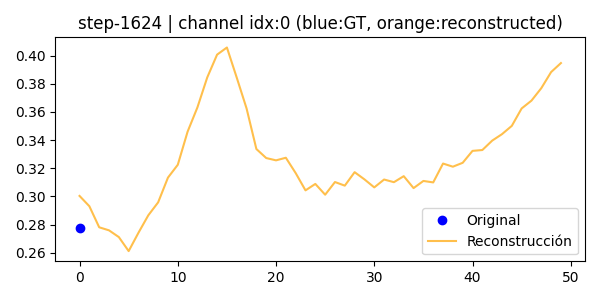 step-1624 | channel idx:0 (blue:GT, orange:reconstructed)
0.40
0.38
0.36
0.34
0.32
0.30
0.28
0.26
Original
Reconstrucción
0 10 20 30 40 50